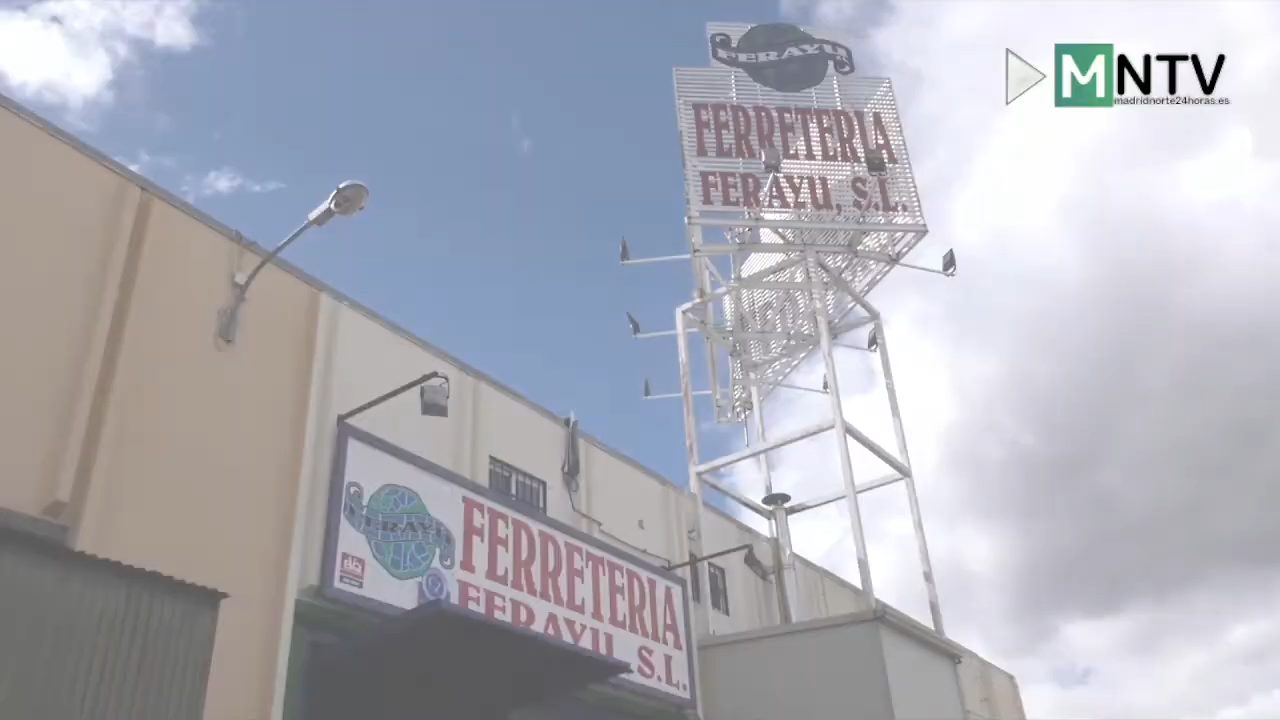 FERAYU
FERRETERIA
FERAYU, S.L.
MNTV
madridnorte24horas.es
FERAYU
FERRETERIA
FERAYU, S.L.